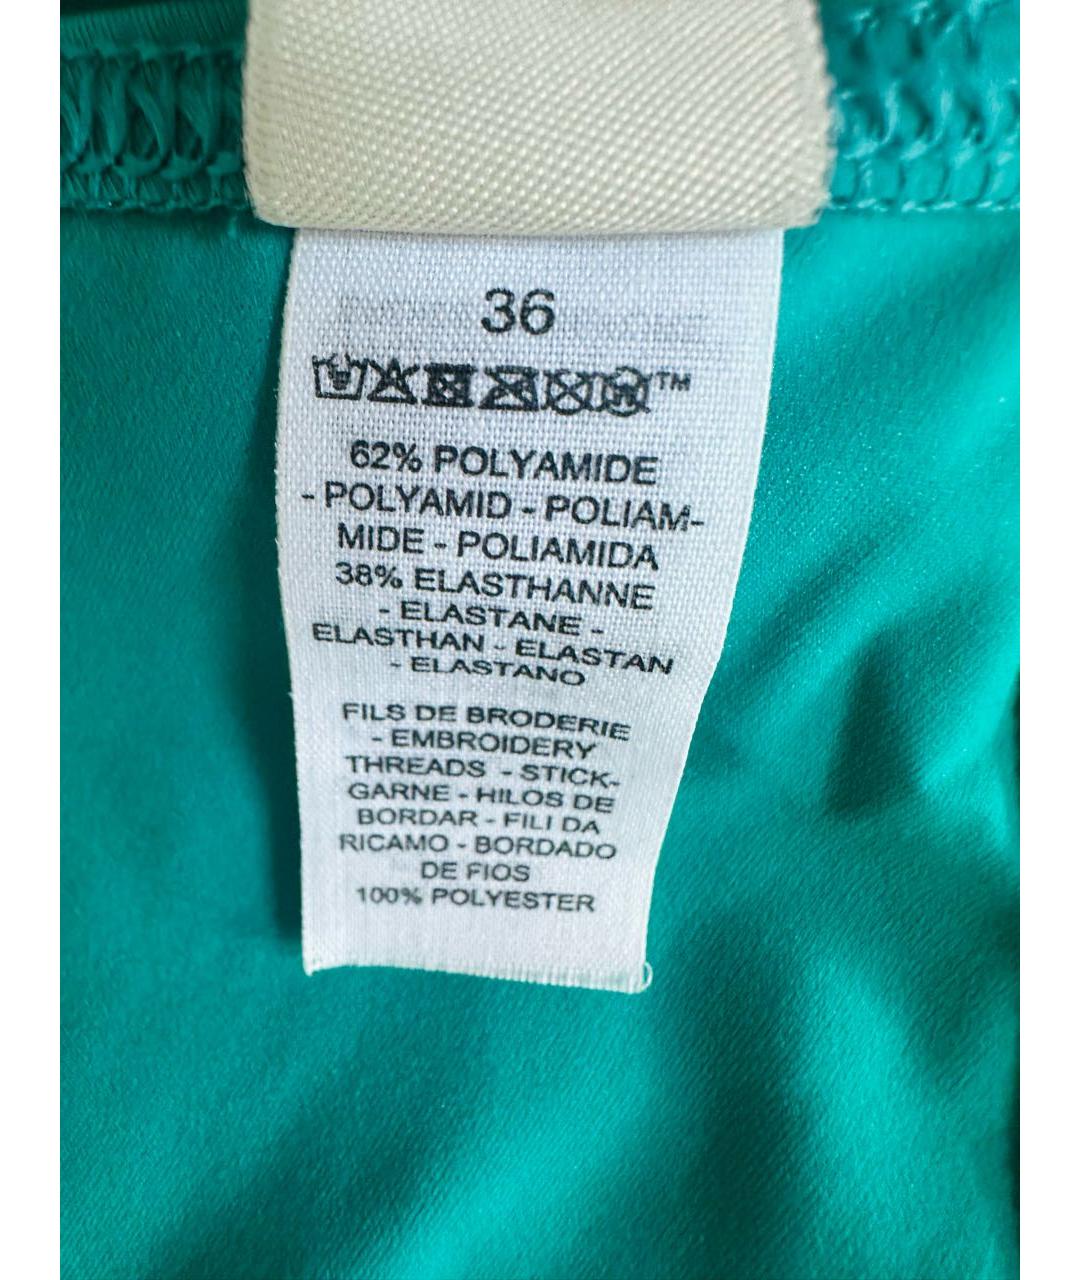 36
™
62% POLYAMIDE
- POLYAMID - POLIAM-
MIDE - POLIAMIDA
38% ELASTHANNE
- ELASTANE -
ELASTHAN - ELASTAN
- ELASTANO
FILS DE BRODERIE
- EMBROIDERY
THREADS - STICK-
GARNE - HILOS DE
BORDAR - FILI DA
RICAMO - BORDADO
DE FIOS
100% POLYESTER